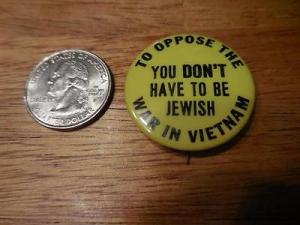 TO OPPOSE THE
YOU DON'T
HAVE TO BE
JEWISH
WAR IN VIETNAM